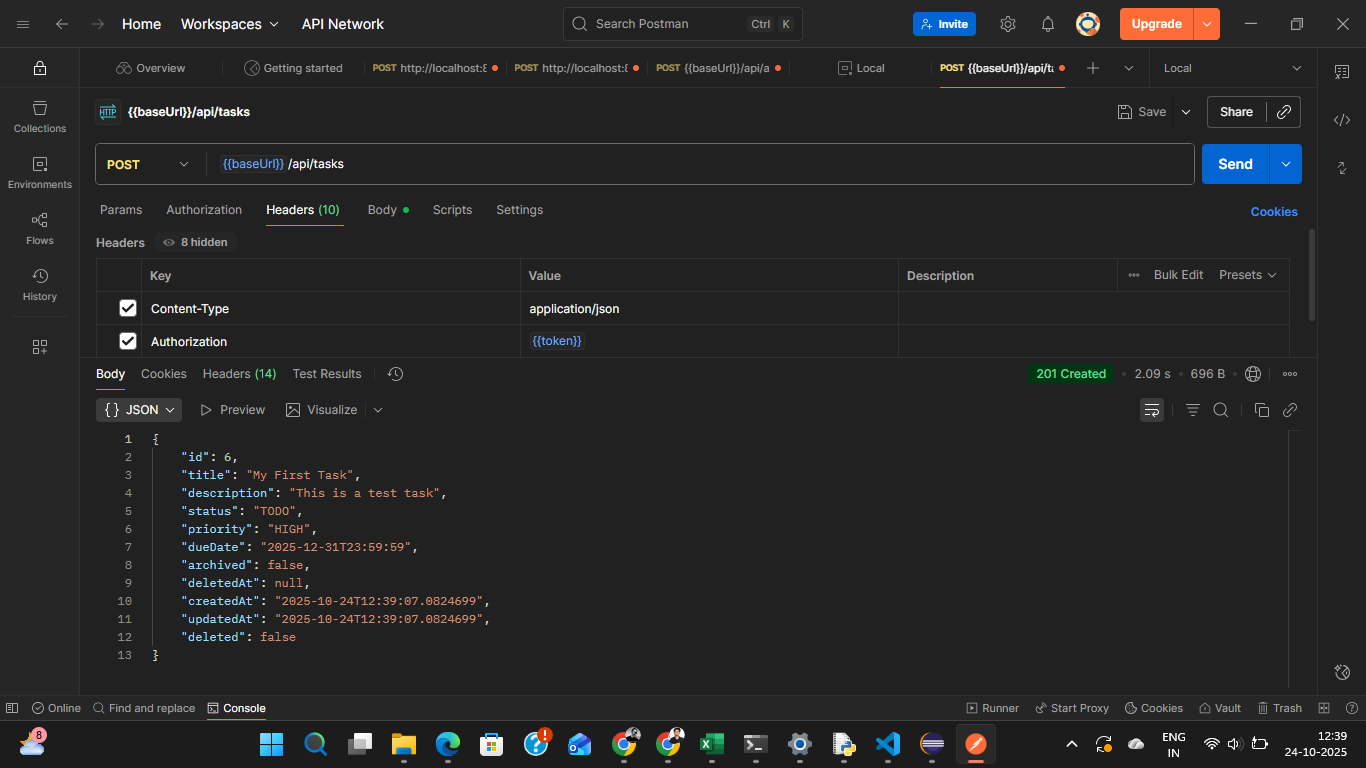 Home Workspaces API Network Search Postman Ctrl K Invite Upgrade
Overview Getting started POST http://localhost:8 POST http://localhost:8 POST {{baseUrl}}/api/a Local POST {{baseUrl}}/api/ta Local
HTTP {{baseUrl}}/api/tasks Save Share
Collections
Environments
Flows
History
POST {{baseUrl}} /api/tasks Send
Params Authorization Headers (10) Body Scripts Settings Cookies
Headers 8 hidden
Key Value Description Bulk Edit Presets
Content-Type application/json
Authorization {{token}}
Body Cookies Headers (14) Test Results 201 Created 2.09 s 696 B
{} JSON Preview Visualize
1 {
2 "id": 6,
3 "title": "My First Task",
4 "description": "This is a test task",
5 "status": "TODO",
6 "priority": "HIGH",
7 "dueDate": "2025-12-31T23:59:59",
8 "archived": false,
9 "deletedAt": null,
10 "createdAt": "2025-10-24T12:39:07.0824699",
11 "updatedAt": "2025-10-24T12:39:07.0824699",
12 "deleted": false
13 }
Online Find and replace Console Runner Start Proxy Cookies Vault Trash
8 ENG 12:39
IN 24-10-2025